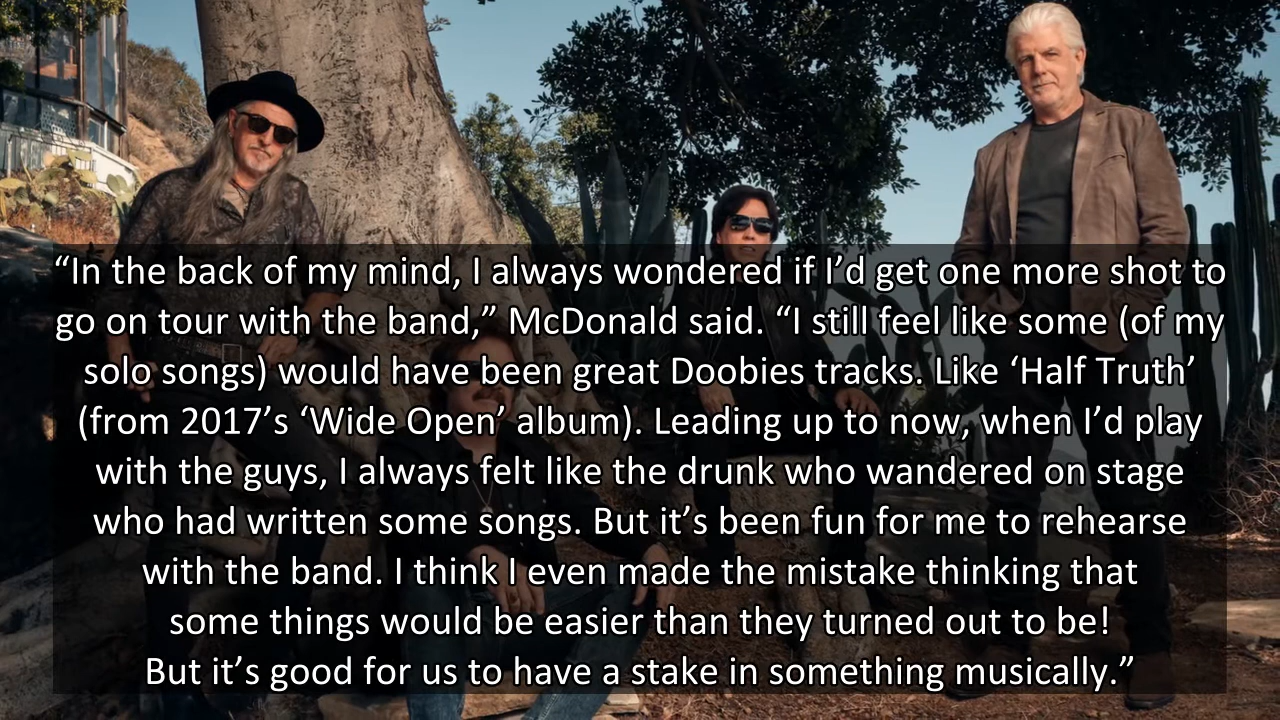 “In the back of my mind, I always wondered if I’d get one more shot to
go on tour with the band,” McDonald said. “I still feel like some (of my
solo songs) would have been great Doobies tracks. Like ‘Half Truth’
(from 2017’s ‘Wide Open’ album). Leading up to now, when I’d play
with the guys, I always felt like the drunk who wandered on stage
who had written some songs. But it’s been fun for me to rehearse
with the band. I think I even made the mistake thinking that
some things would be easier than they turned out to be!
But it’s good for us to have a stake in something musically.”